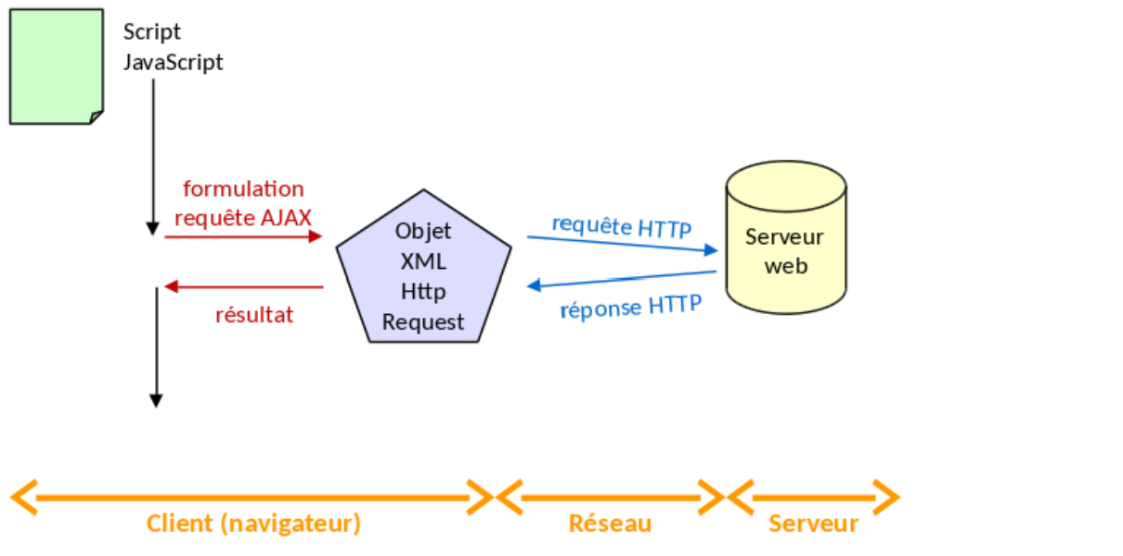 Script
JavaScript
formulation
requête AJAX
résultat
Objet
XML
Http
Request
requête HTTP
réponse HTTP
Serveur
web
Client (navigateur)
Réseau
Serveur